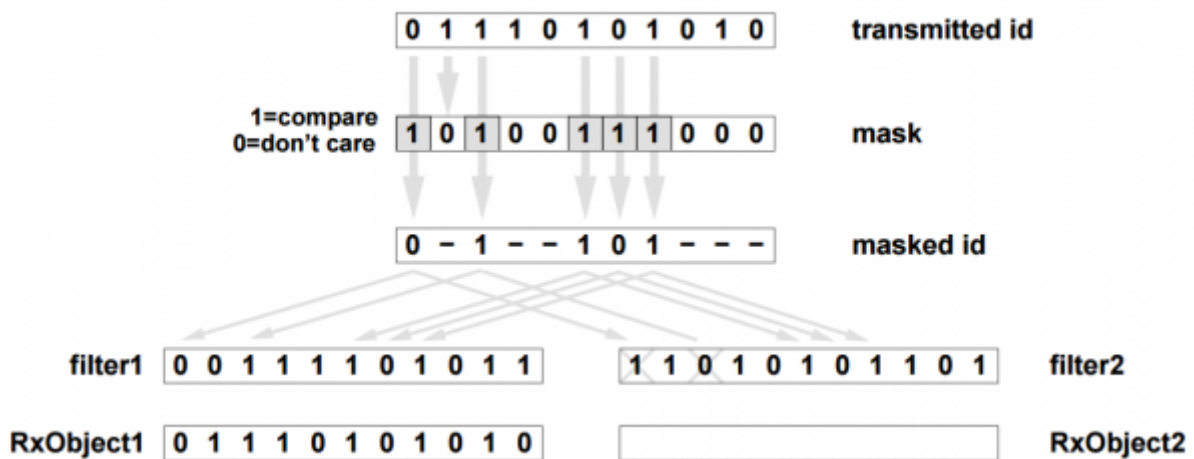 0 1 1 1 0 1 0 1 0 1 0 transmitted id
1=compare
0=don't care
1 0 1 0 0 1 1 1 0 0 0 mask
0 – 1 – – 1 0 1 – – – masked id
filter1 0 0 1 1 1 1 0 1 0 1 1 1 1 0 1 0 1 0 1 1 0 1 filter2
RxObject1 0 1 1 1 0 1 0 1 0 1 0 RxObject2